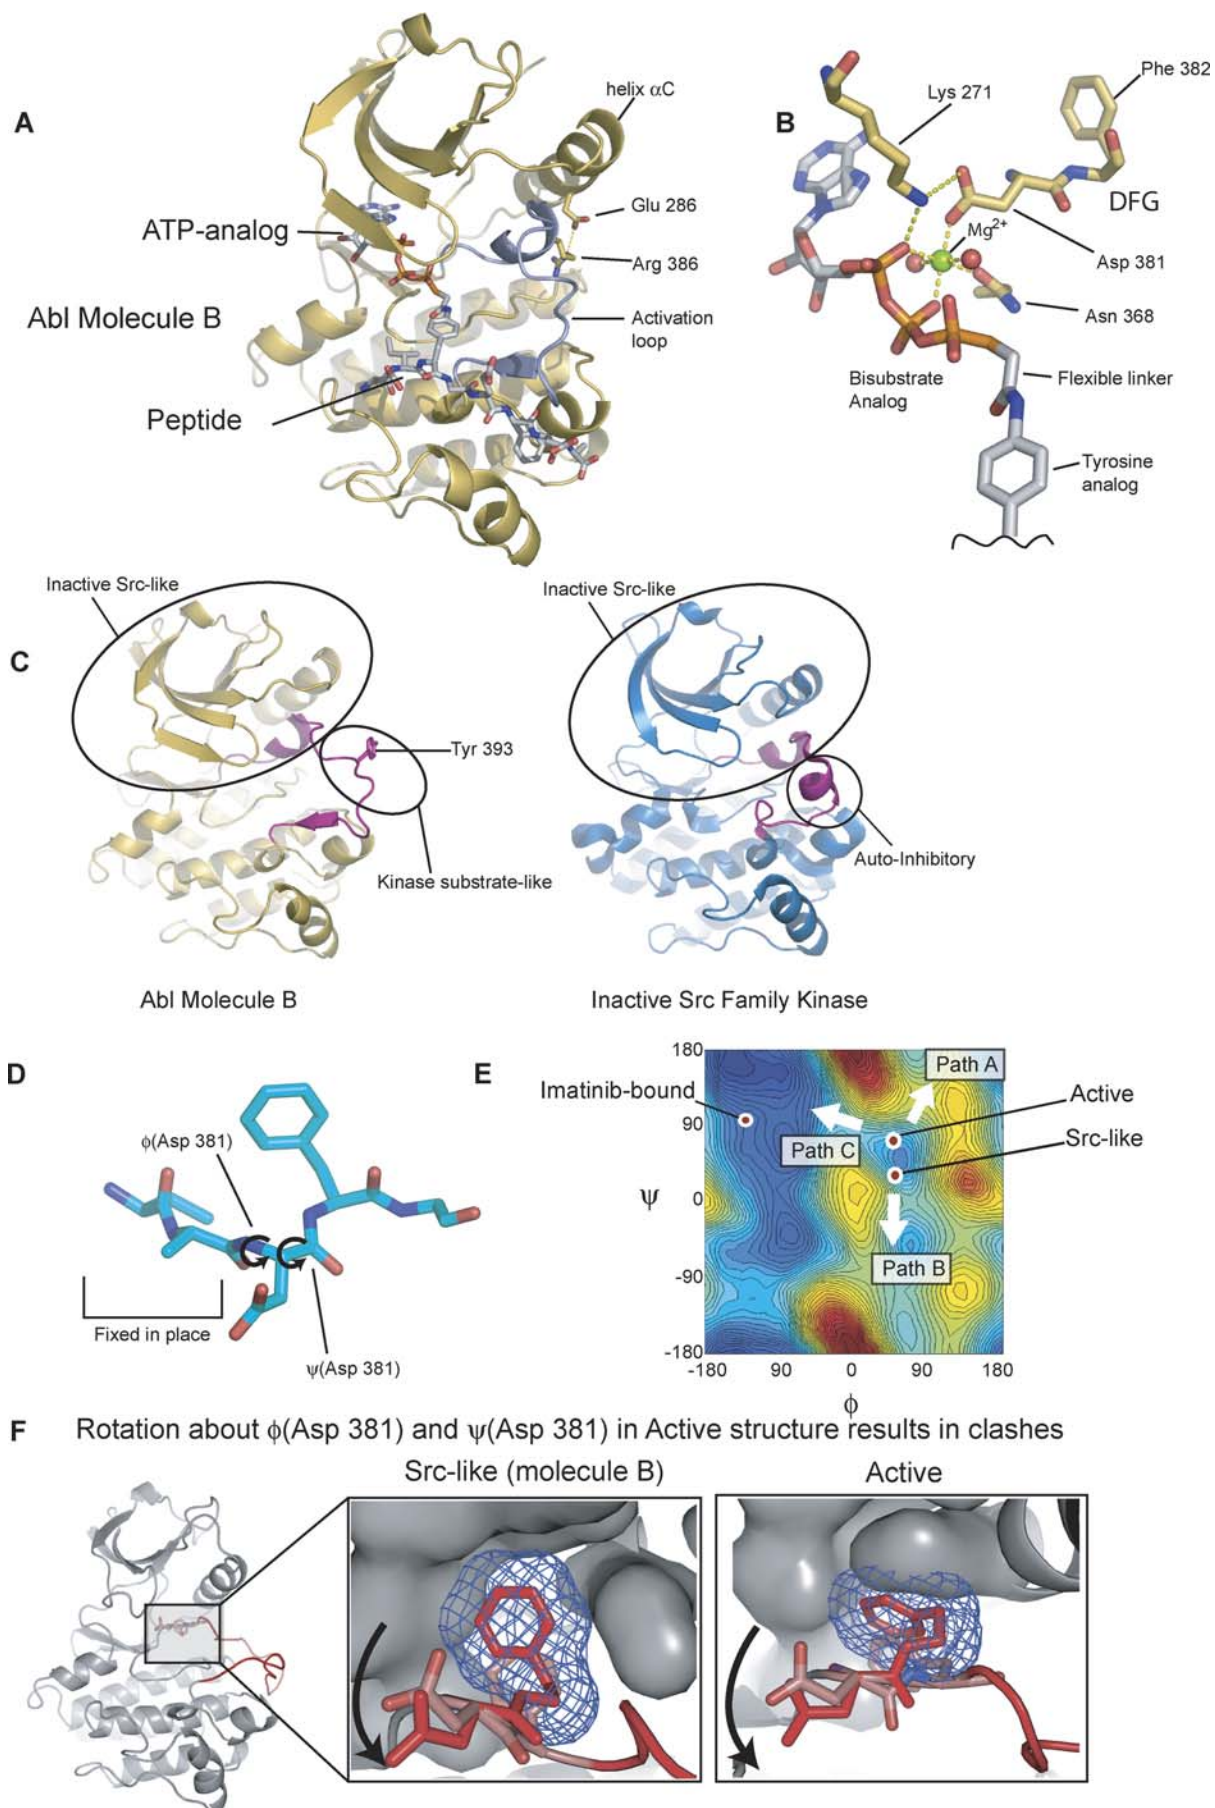 A
helix αC
ATP-analog
Glu 286
Arg 386
Abl Molecule B
Activation
loop
Peptide
B
Lys 271
Phe 382
DFG
Mg2+
Asp 381
Asn 368
Bisubstrate
Analog
Flexible linker
Tyrosine
analog
C
Inactive Src-like
Tyr 393
Kinase substrate-like
Abl Molecule B
Inactive Src-like
Auto-Inhibitory
Inactive Src Family Kinase
D
ϕ(Asp 381)
Fixed in place
ψ(Asp 381)
E
Imatinib-bound
180
90
ψ
0
-90
-180
Path A
Active
Path C
Src-like
Path B
-180
90
0
90
180
ϕ
F
Rotation about ϕ(Asp 381) and ψ(Asp 381) in Active structure results in clashes
Src-like (molecule B)
Active